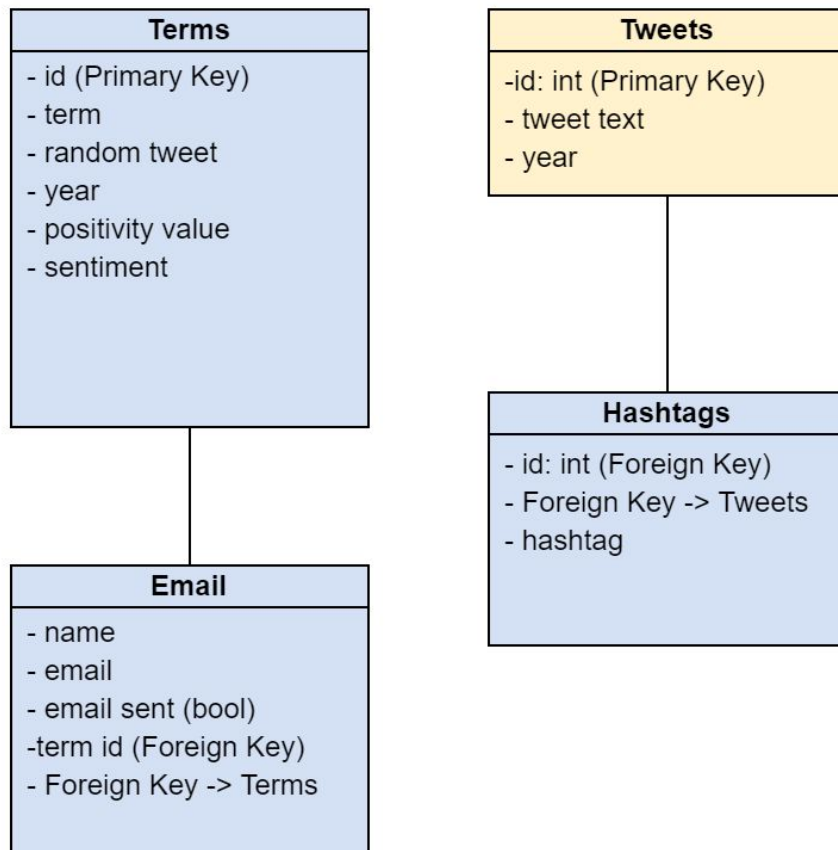 Terms
- id (Primary Key)
- term
- random tweet
- year
- positivity value
- sentiment
Email
- name
- email
- email sent (bool)
-term id (Foreign Key)
- Foreign Key -> Terms
Tweets
-id: int (Primary Key)
- tweet text
- year
Hashtags
- id: int (Foreign Key)
- Foreign Key -> Tweets
- hashtag